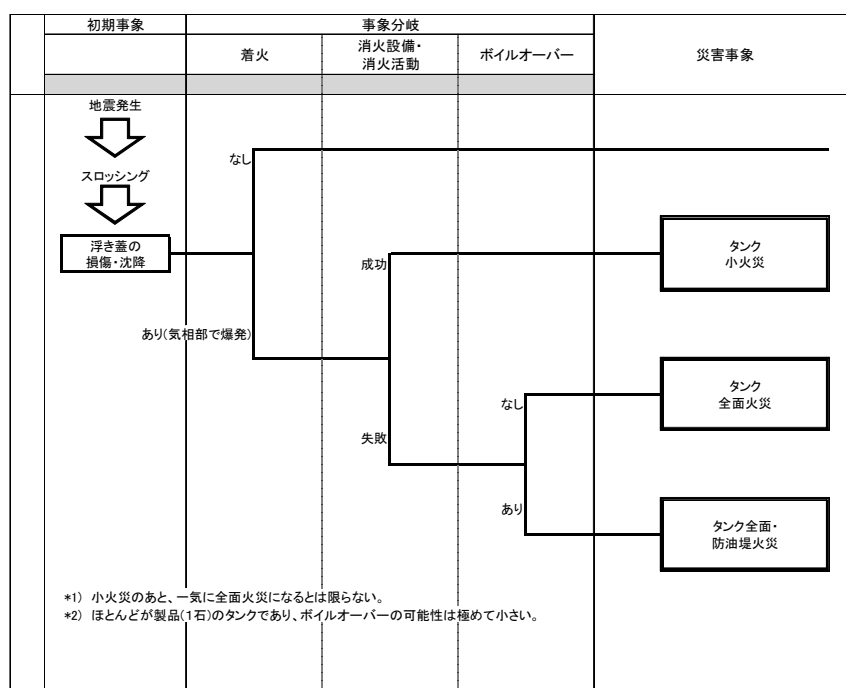 初期事象
事象分岐
災害事象
着火
消火設備・
消火活動
ボイルオーバー
地震発生
スロッシング
浮き蓋の
損傷・沈降
なし
あり(気相部で爆発)
成功
失敗
なし
あり
タンク
小火災
タンク
全面火災
タンク全面・
防油堤火災
*1) 小火災のあと、一気に全面火災になるとは限らない。
*2) ほとんどが製品(1石)のタンクであり、ボイルオーバーの可能性は極めて小さい。